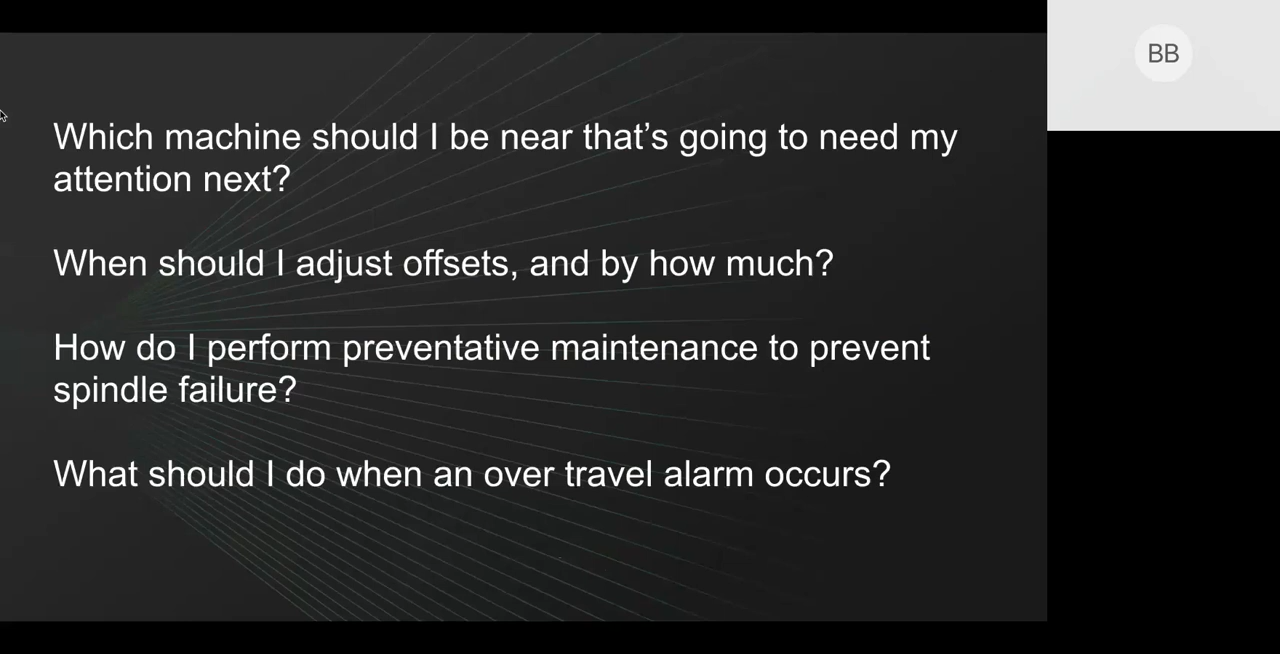 Which machine should I be near that’s going to need my
attention next?
When should I adjust offsets, and by how much?
How do I perform preventative maintenance to prevent
spindle failure?
What should I do when an over travel alarm occurs?
BB